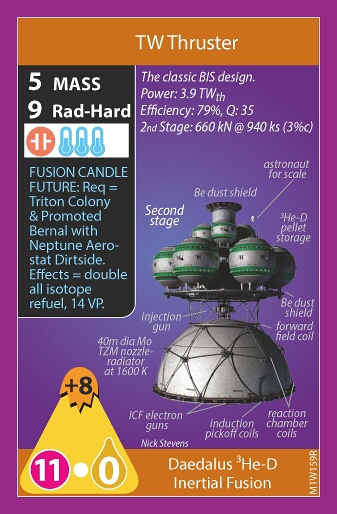 TW Thruster
5 MASS
9 Rad-Hard
The classic BIS design.
Power: 3.9 TWth
Efficiency: 79%, Q: 35
2nd Stage: 660 kN @ 940 ks (3%c)
FUSION CANDLE
FUTURE: Req =
Triton Colony
& Promoted
Bernal with
Neptune Aero-
stat Dirtside.
Effects = double
all isotope
refuel, 14 VP.
astronaut
for scale
Be dust shield
Second
stage
³He-D
pellet
storage
injection
gun
Be dust
shield
forward
field coil
40m dia Mo
TZM nozzle-
radiator
at 1600 K
ICF electron
guns
induction
pickoff coils
reaction
chamber
coils
Nick Stevens
+8
11 • 0
Daedalus ³He-D
Inertial Fusion
M1W159R